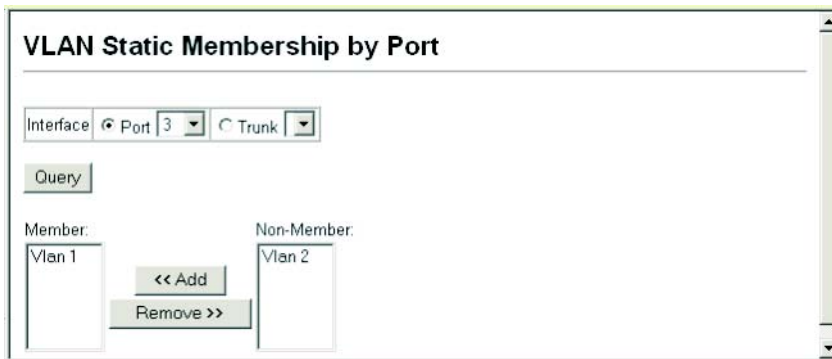 VLAN Static Membership by Port
Interface Port 3 Trunk
Query
Member: Non-Member:
Vlan 1 Vlan 2
<< Add
Remove >>